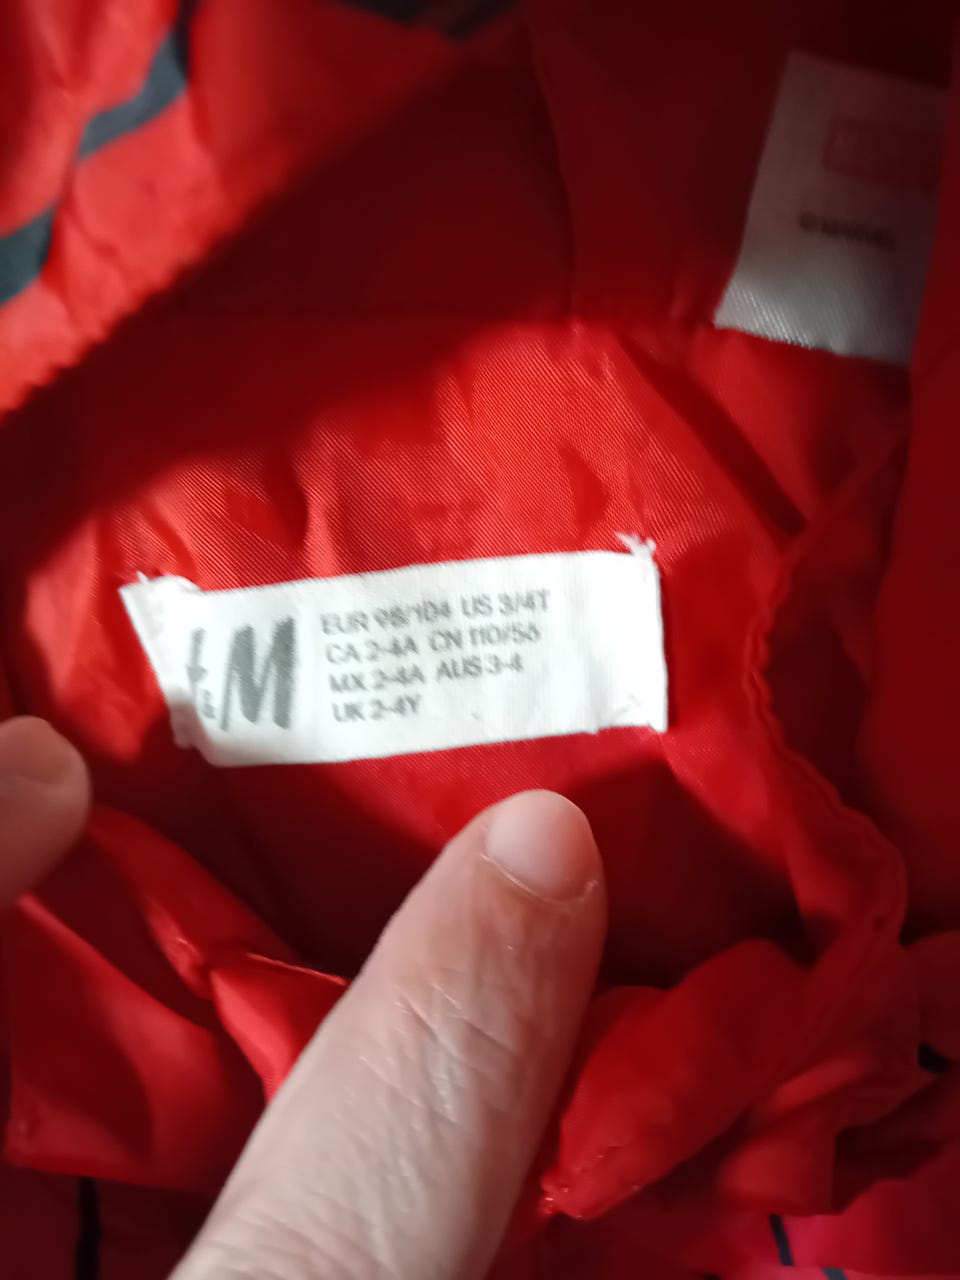 © MARVEL
H&M
EUR 98/104 US 3/4T
CA 2-4A CN 110/56
MX 2-4A AUS 3-4
UK 2-4Y